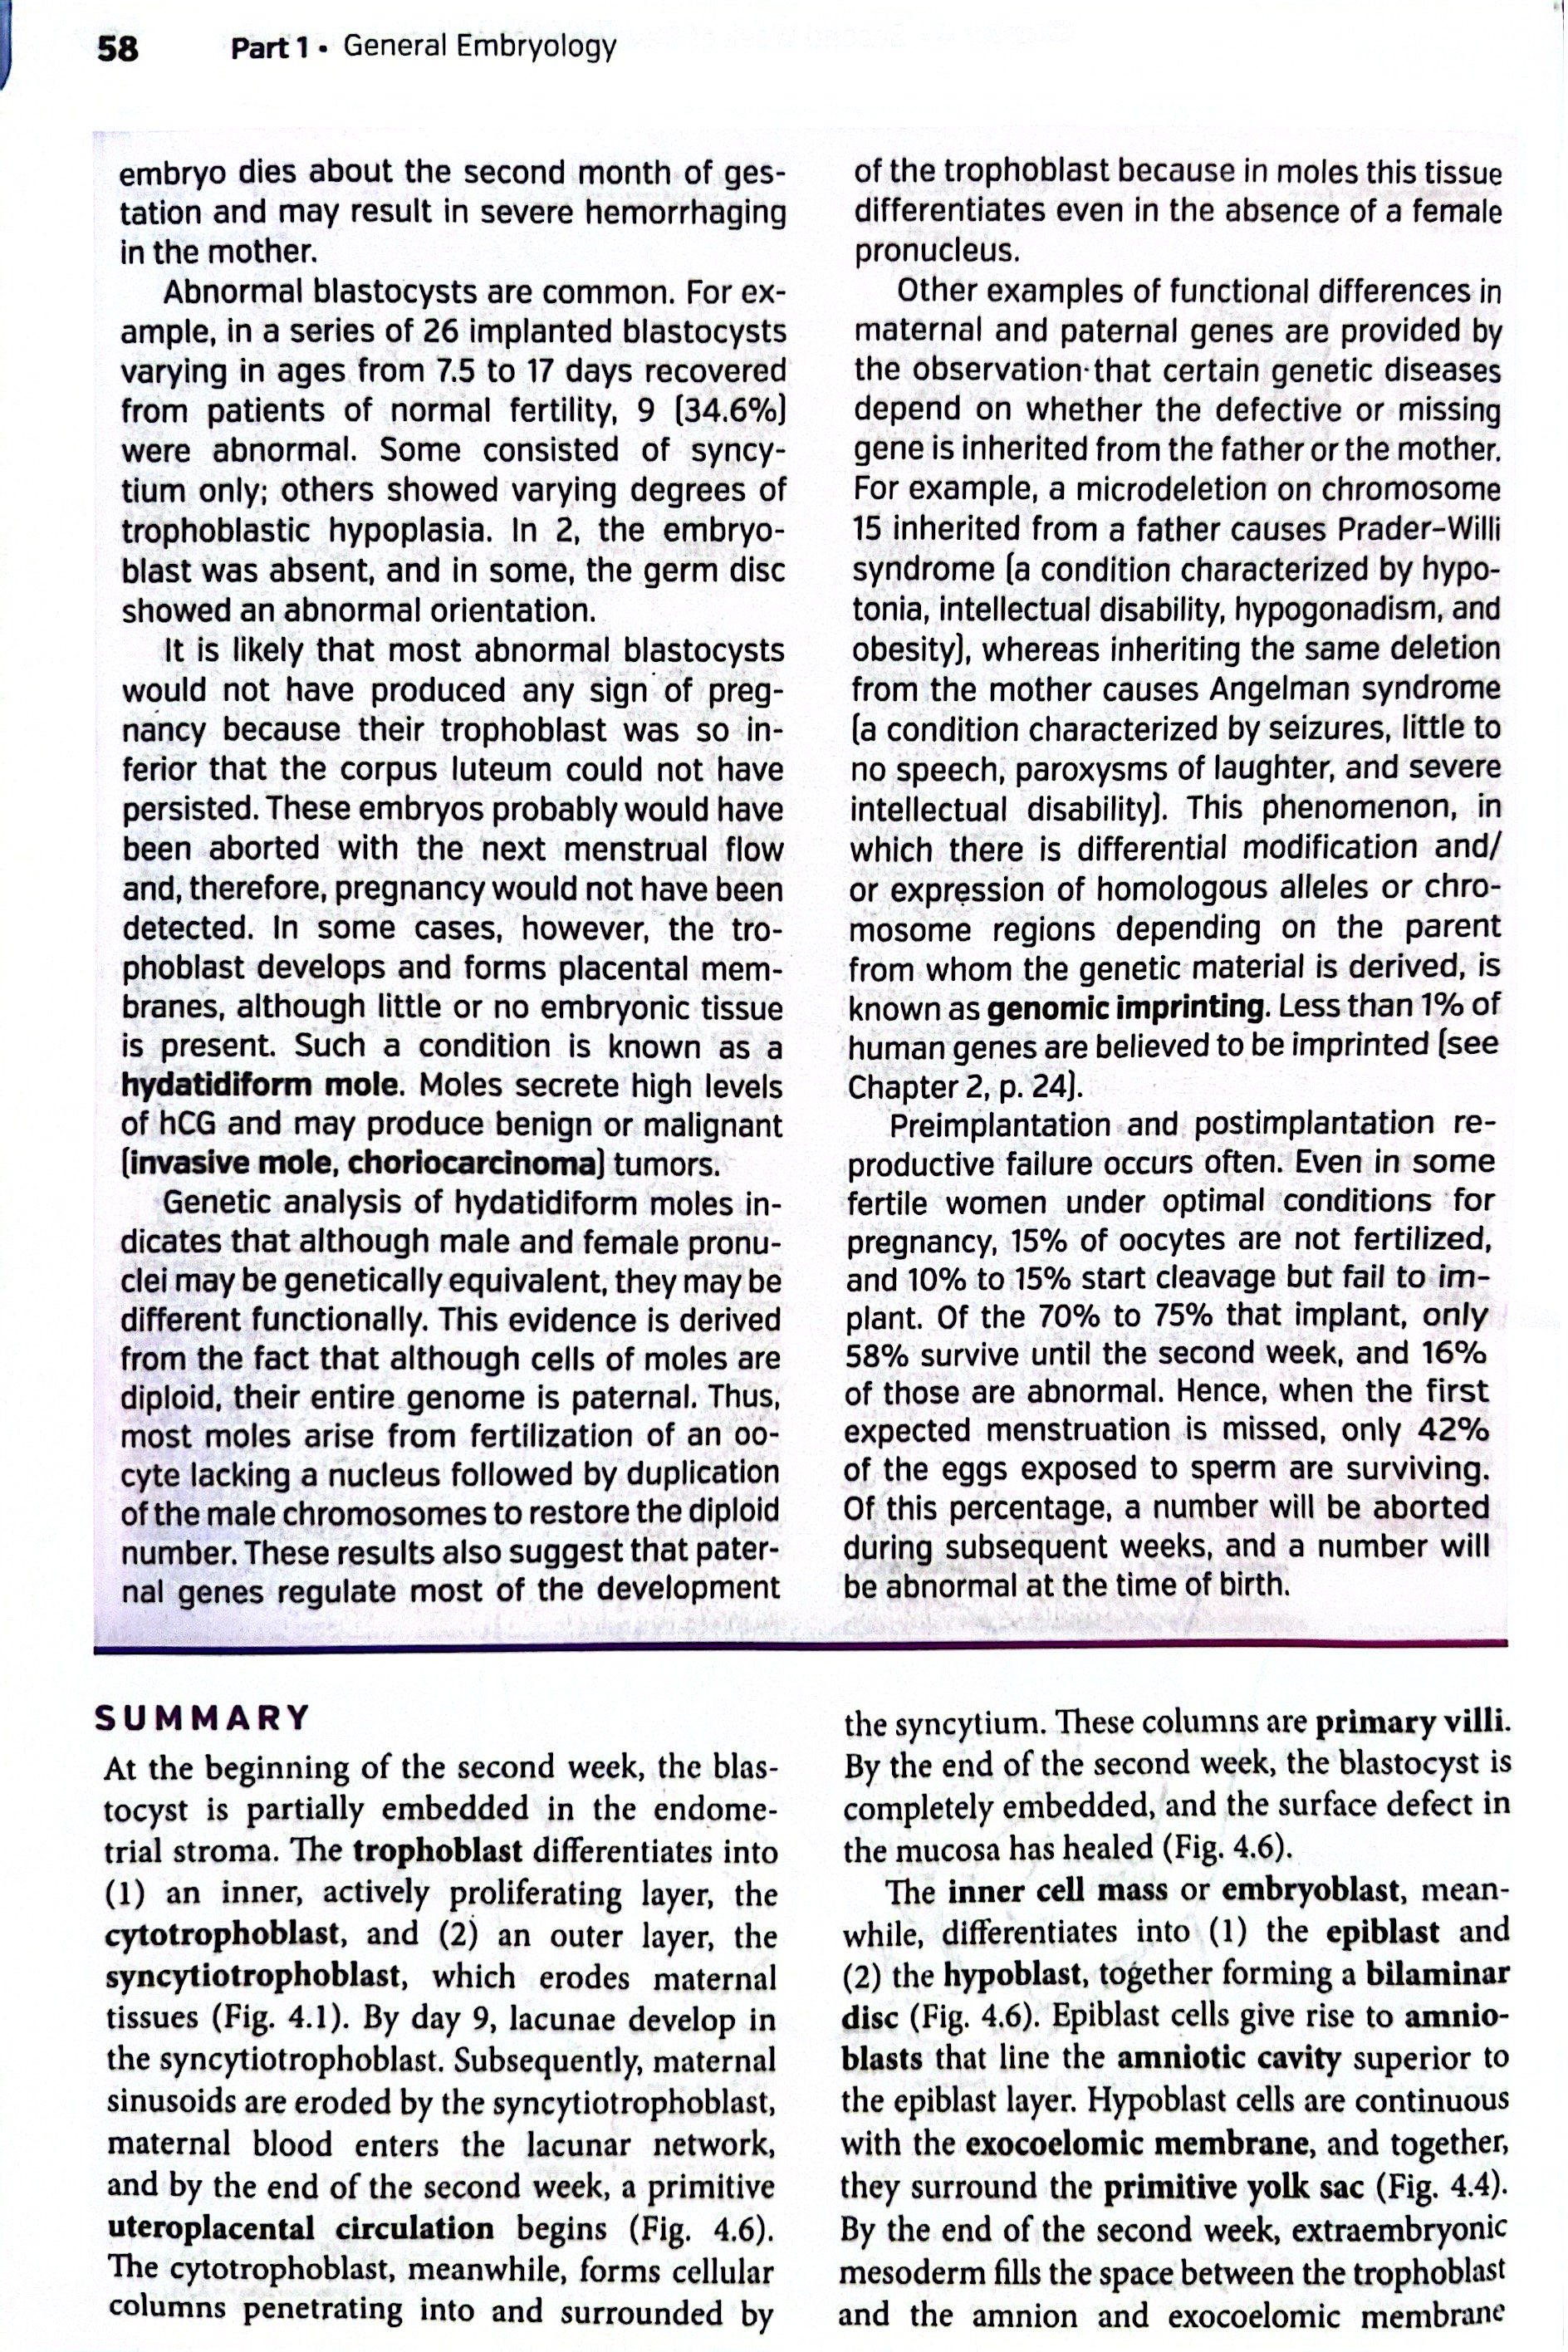 58 Part 1 • General Embryology
embryo dies about the second month of ges-
tation and may result in severe hemorrhaging
in the mother.
Abnormal blastocysts are common. For ex-
ample, in a series of 26 implanted blastocysts
varying in ages from 7.5 to 17 days recovered
from patients of normal fertility, 9 (34.6%)
were abnormal. Some consisted of syncy-
tium only; others showed varying degrees of
trophoblastic hypoplasia. In 2, the embryo-
blast was absent, and in some, the germ disc
showed an abnormal orientation.
It is likely that most abnormal blastocysts
would not have produced any sign of preg-
nancy because their trophoblast was so in-
ferior that the corpus luteum could not have
persisted. These embryos probably would have
been aborted with the next menstrual flow
and, therefore, pregnancy would not have been
detected. In some cases, however, the tro-
phoblast develops and forms placental mem-
branes, although little or no embryonic tissue
is present. Such a condition is known as a
hydatidiform mole. Moles secrete high levels
of hCG and may produce benign or malignant
(invasive mole, choriocarcinoma) tumors.
Genetic analysis of hydatidiform moles in-
dicates that although male and female pronu-
clei may be genetically equivalent, they may be
different functionally. This evidence is derived
from the fact that although cells of moles are
diploid, their entire genome is paternal. Thus,
most moles arise from fertilization of an oo-
cyte lacking a nucleus followed by duplication
of the male chromosomes to restore the diploid
number. These results also suggest that pater-
nal genes regulate most of the development
of the trophoblast because in moles this tissue
differentiates even in the absence of a female
pronucleus.
Other examples of functional differences in
maternal and paternal genes are provided by
the observation that certain genetic diseases
depend on whether the defective or missing
gene is inherited from the father or the mother.
For example, a microdeletion on chromosome
15 inherited from a father causes Prader–Willi
syndrome (a condition characterized by hypo-
tonia, intellectual disability, hypogonadism, and
obesity), whereas inheriting the same deletion
from the mother causes Angelman syndrome
(a condition characterized by seizures, little to
no speech, paroxysms of laughter, and severe
intellectual disability). This phenomenon, in
which there is differential modification and/
or expression of homologous alleles or chro-
mosome regions depending on the parent
from whom the genetic material is derived, is
known as genomic imprinting. Less than 1% of
human genes are believed to be imprinted (see
Chapter 2, p. 24).
Preimplantation and postimplantation re-
productive failure occurs often. Even in some
fertile women under optimal conditions for
pregnancy, 15% of oocytes are not fertilized,
and 10% to 15% start cleavage but fail to im-
plant. Of the 70% to 75% that implant, only
58% survive until the second week, and 16%
of those are abnormal. Hence, when the first
expected menstruation is missed, only 42%
of the eggs exposed to sperm are surviving.
Of this percentage, a number will be aborted
during subsequent weeks, and a number will
be abnormal at the time of birth.
SUMMARY
At the beginning of the second week, the blas-
tocyst is partially embedded in the endome-
trial stroma. The trophoblast differentiates into
(1) an inner, actively proliferating layer, the
cytotrophoblast, and (2) an outer layer, the
syncytiotrophoblast, which erodes maternal
tissues (Fig. 4.1). By day 9, lacunae develop in
the syncytiotrophoblast. Subsequently, maternal
sinusoids are eroded by the syncytiotrophoblast,
maternal blood enters the lacunar network,
and by the end of the second week, a primitive
uteroplacental circulation begins (Fig. 4.6).
The cytotrophoblast, meanwhile, forms cellular
columns penetrating into and surrounded by
the syncytium. These columns are primary villi.
By the end of the second week, the blastocyst is
completely embedded, and the surface defect in
the mucosa has healed (Fig. 4.6).
The inner cell mass or embryoblast, mean-
while, differentiates into (1) the epiblast and
(2) the hypoblast, together forming a bilaminar
disc (Fig. 4.6). Epiblast cells give rise to amnio-
blasts that line the amniotic cavity superior to
the epiblast layer. Hypoblast cells are continuous
with the exocoelomic membrane, and together,
they surround the primitive yolk sac (Fig. 4.4).
By the end of the second week, extraembryonic
mesoderm fills the space between the trophoblast
and the amnion and exocoelomic membrane